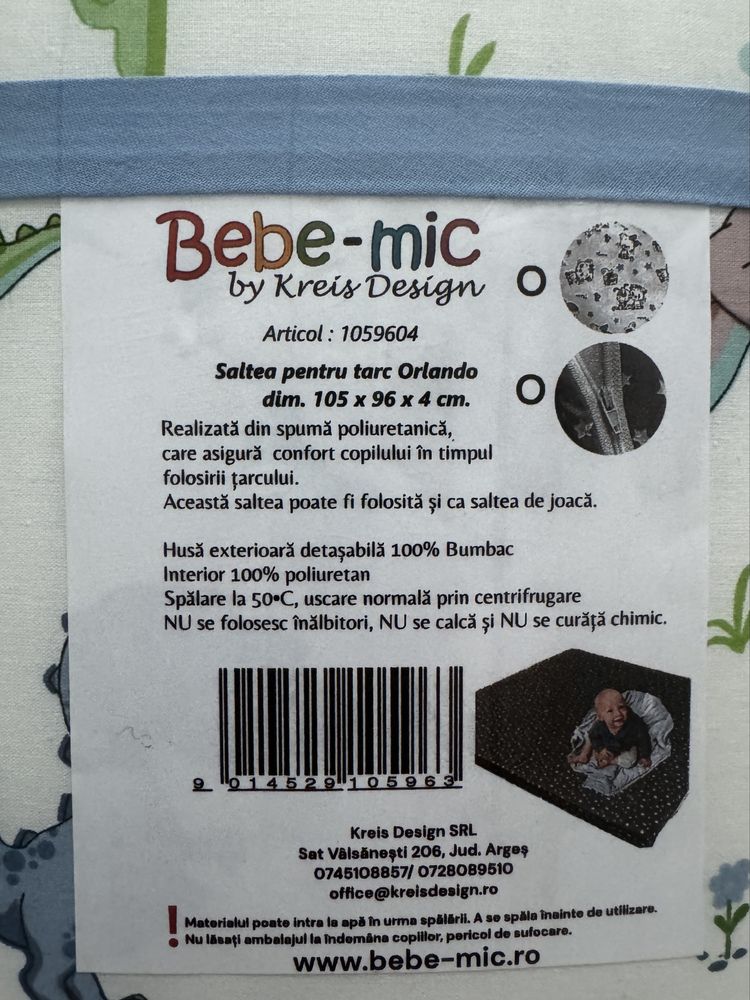 Bebe-mic
by Kreis Design
Articol : 1059604
Saltea pentru tarc Orlando
dim. 105 x 96 x 4 cm.
Realizată din spumă poliuretanică,
care asigură confort copilului în timpul
folosirii țarcului.
Această saltea poate fi folosită și ca saltea de joacă.
Husă exterioară detașabilă 100% Bumbac
Interior 100% poliuretan
Spălare la 50•C, uscare normală prin centrifugare
NU se folosesc înălbitori, NU se calcă și NU se curăță chimic.
9 014529 105963
Kreis Design SRL
Sat Vâlsănești 206, Jud. Argeș
0745108857/ 0728089510
office@kreisdesign.ro
! Materialul poate intra la apă în urma spălării. A se spăla înainte de utilizare.
Nu lăsați ambalajul la îndemâna copiilor, pericol de sufocare.
www.bebe-mic.ro